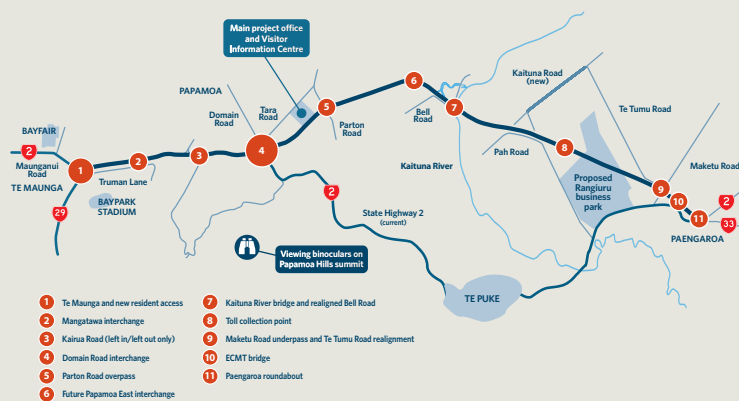 Main project office
and Visitor
Information Centre
PAPAMOA
Domain
Road
Tara
Road
5
Parton
Road
6
Bell
Road
7
Kaituna Road
(new)
Te Tumu Road
Pah Road
8
Kaituna River
BAYFAIR
2
Maunganui
Road
TE MAUNGA
1
2
Truman Lane
3
4
BAYPARK
STADIUM
29
2
State Highway 2
(current)
Proposed
Rangiuru
business
park
9
10
11
Maketu Road
2
33
PAENGAROA
Viewing binoculars on
Papamoa Hills summit
TE PUKE
1 Te Maunga and new resident access
2 Mangatawa interchange
3 Kairua Road (left in/left out only)
4 Domain Road interchange
5 Parton Road overpass
6 Future Papamoa East interchange
7 Kaituna River bridge and realigned Bell Road
8 Toll collection point
9 Maketu Road underpass and Te Tumu Road realignment
10 ECMT bridge
11 Paengaroa roundabout